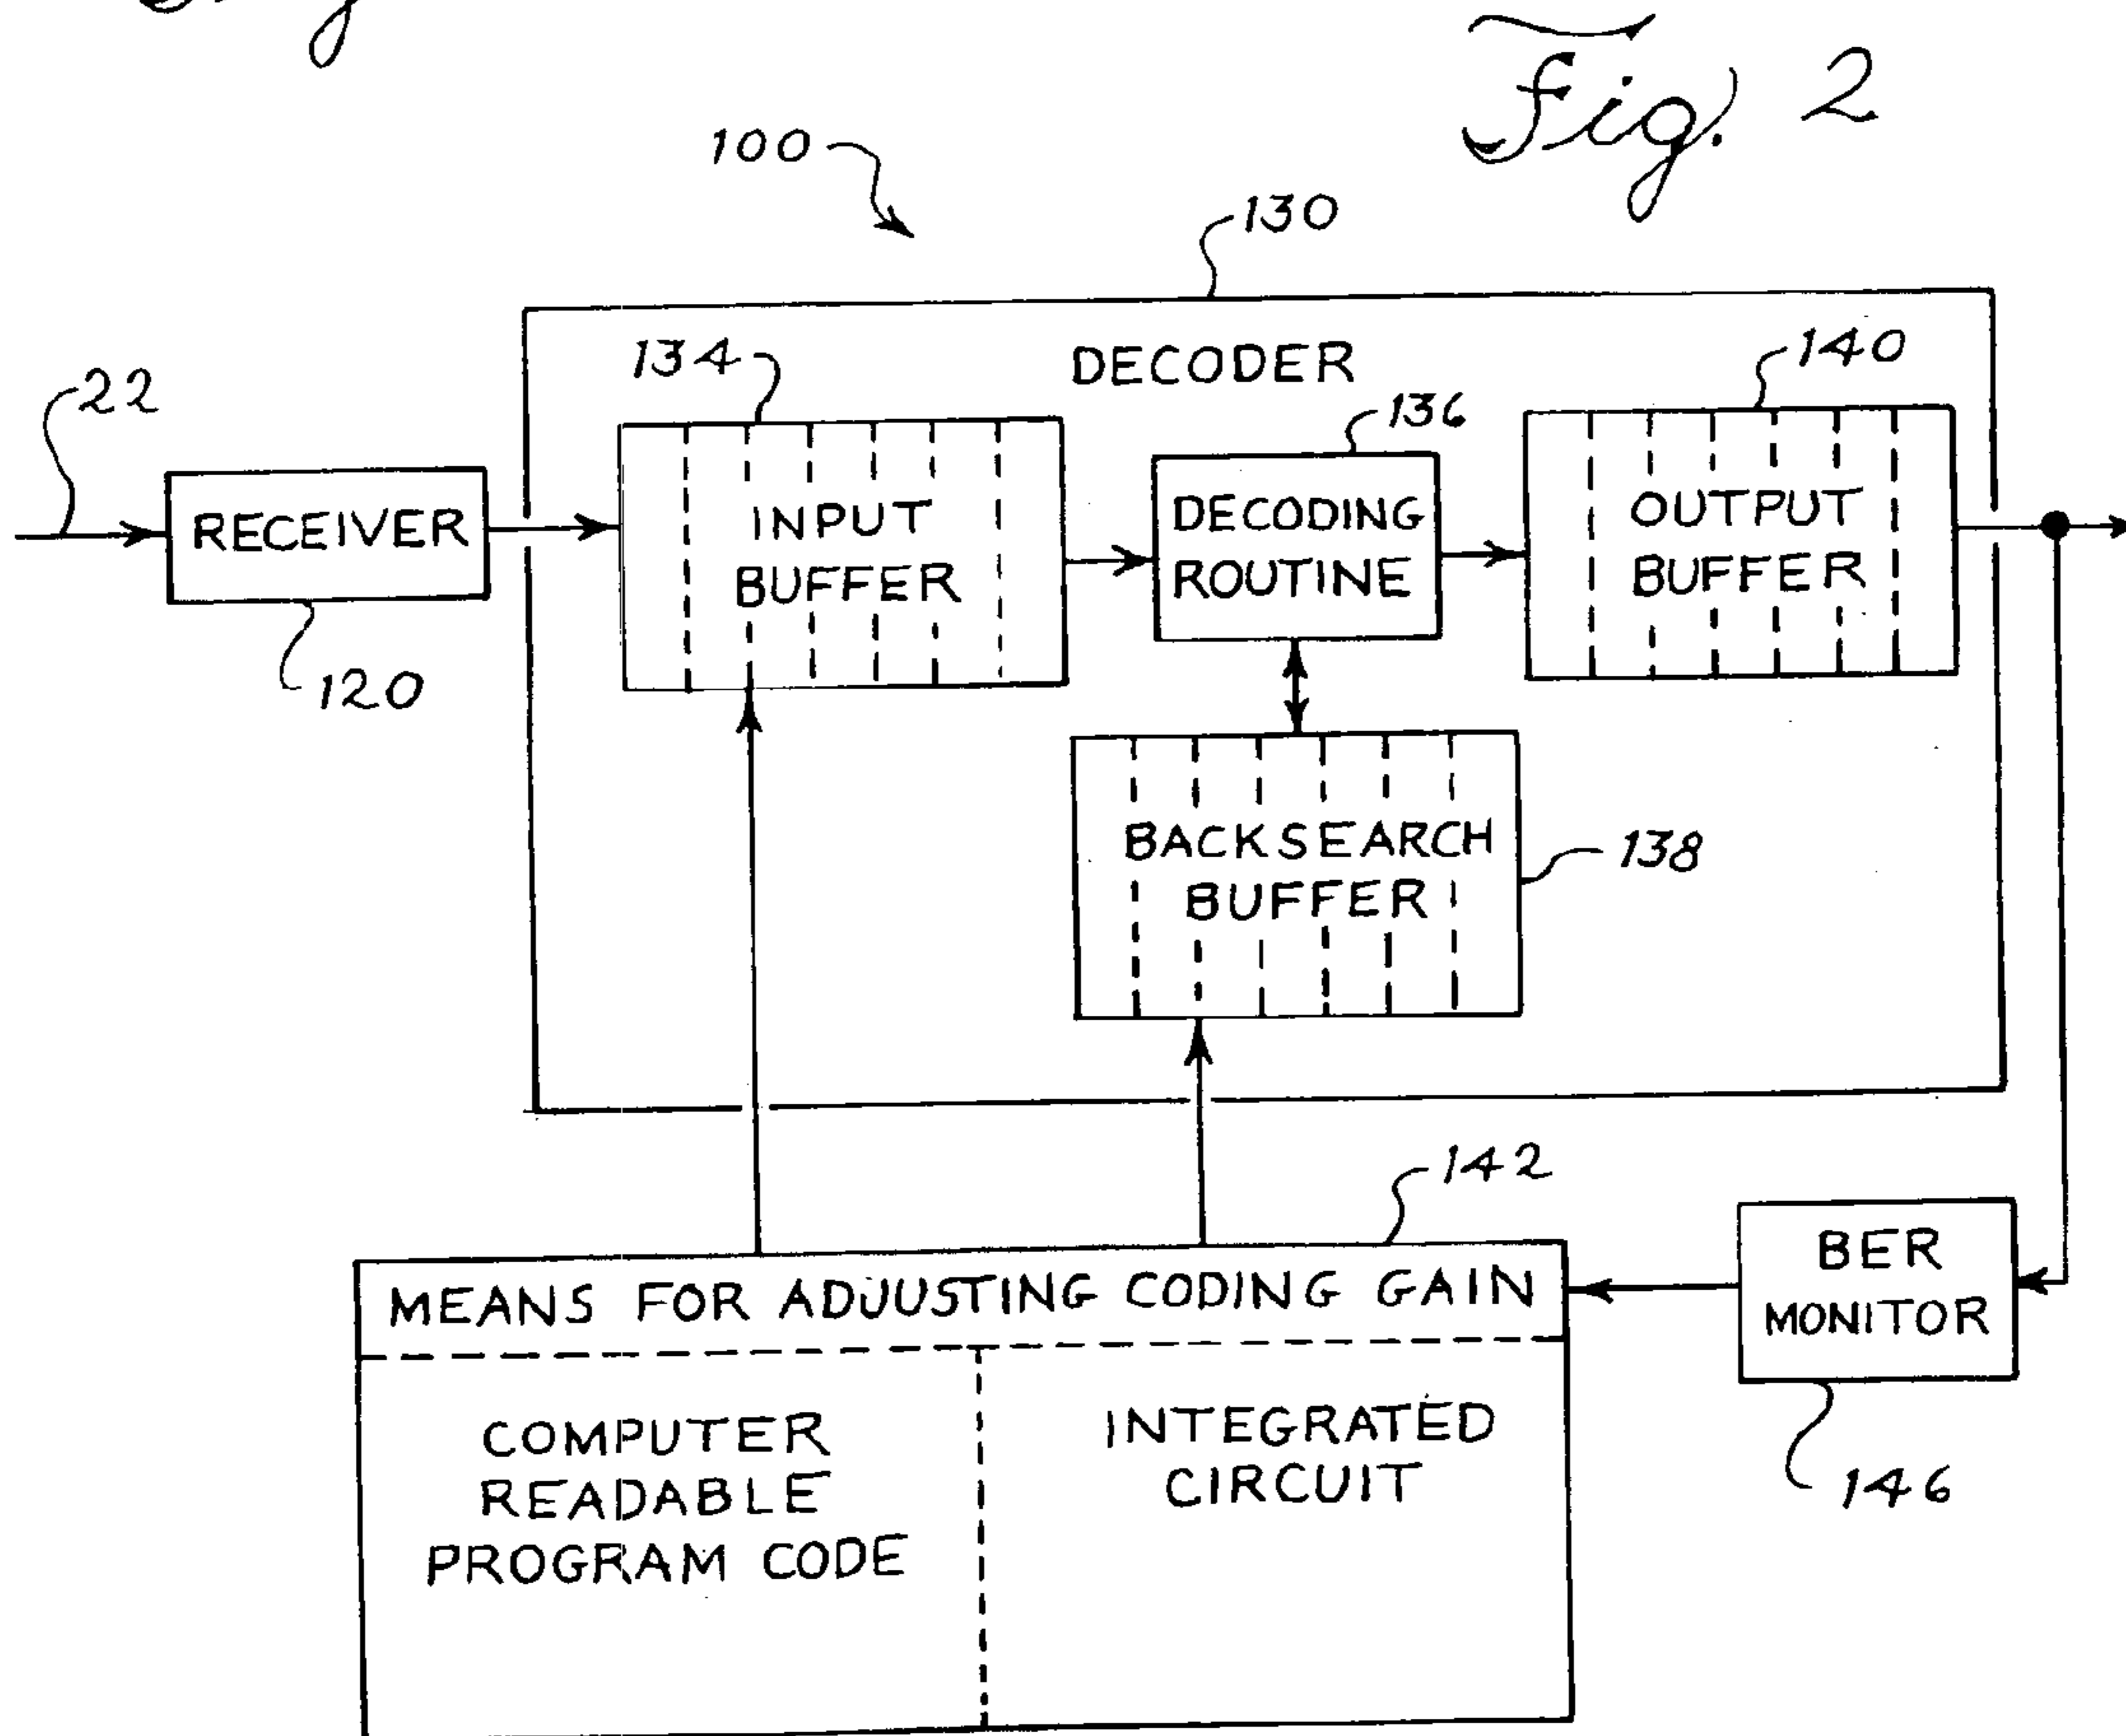 Fig. 2
100
130
DECODER
134
140
136
22
RECEIVER
120
INPUT
BUFFER
DECODING
ROUTINE
OUTPUT
BUFFER
BACKSEARCH
BUFFER
138
142
MEANS FOR ADJUSTING CODING GAIN
COMPUTER
READABLE
PROGRAM CODE
INTEGRATED
CIRCUIT
BER
MONITOR
146